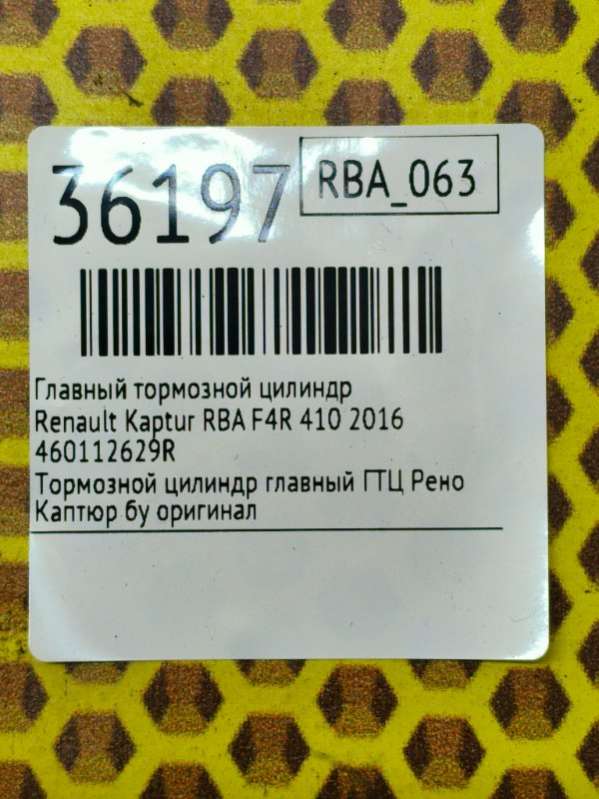 36197
RBA_063
Главный тормозной цилиндр
Renault Kaptur RBA F4R 410 2016
460112629R
Тормозной цилиндр главный ГТЦ Рено
Каптюр бу оригинал